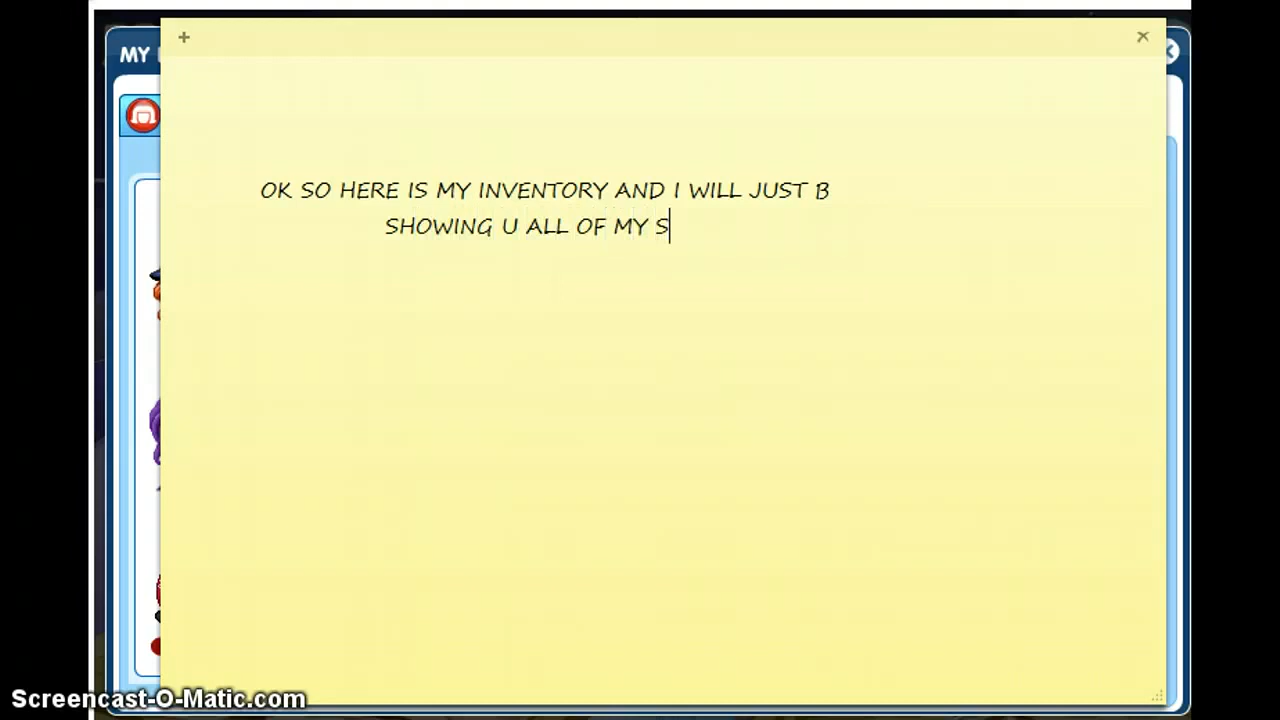 MY
OK SO HERE IS MY INVENTORY AND I WILL JUST B
SHOWING U ALL OF MY S
Screencast-O-Matic.com